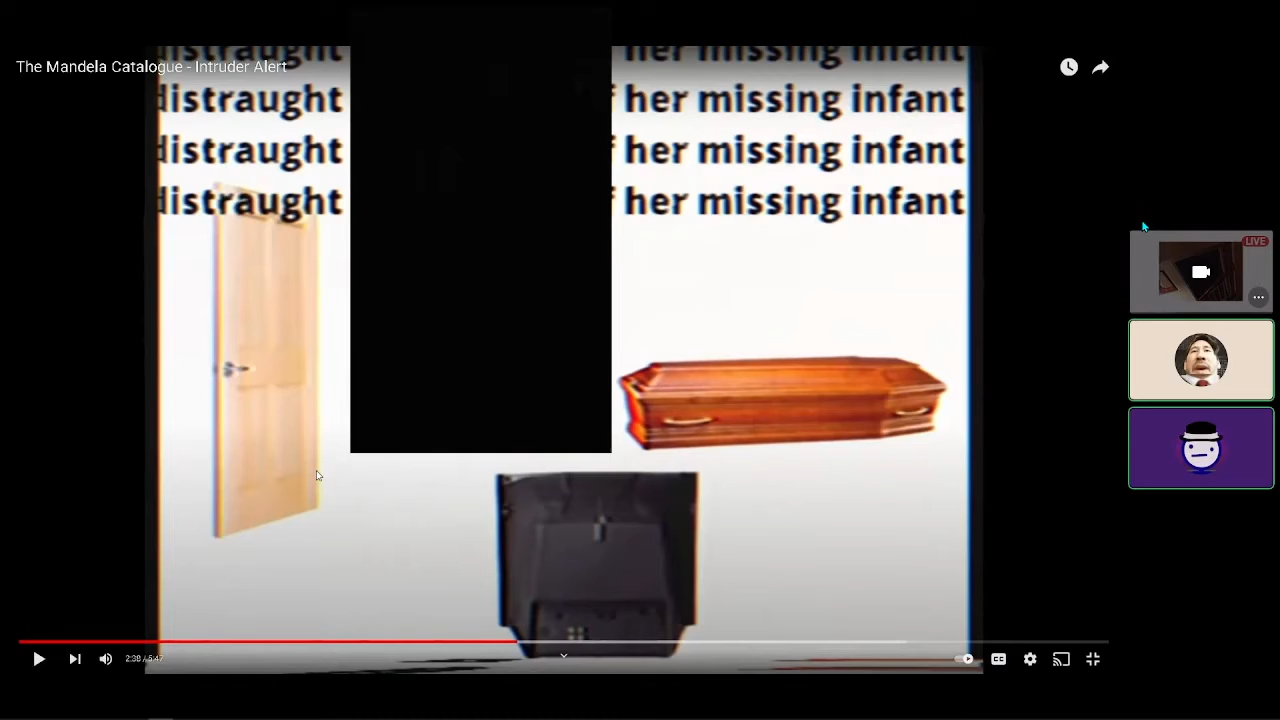 distraught her missing infant
The Mandela Catalogue - Intruder Alert
distraught f her missing infant
distraught f her missing infant
distraught f her missing infant
LIVE
2:38 / 5:47
CC